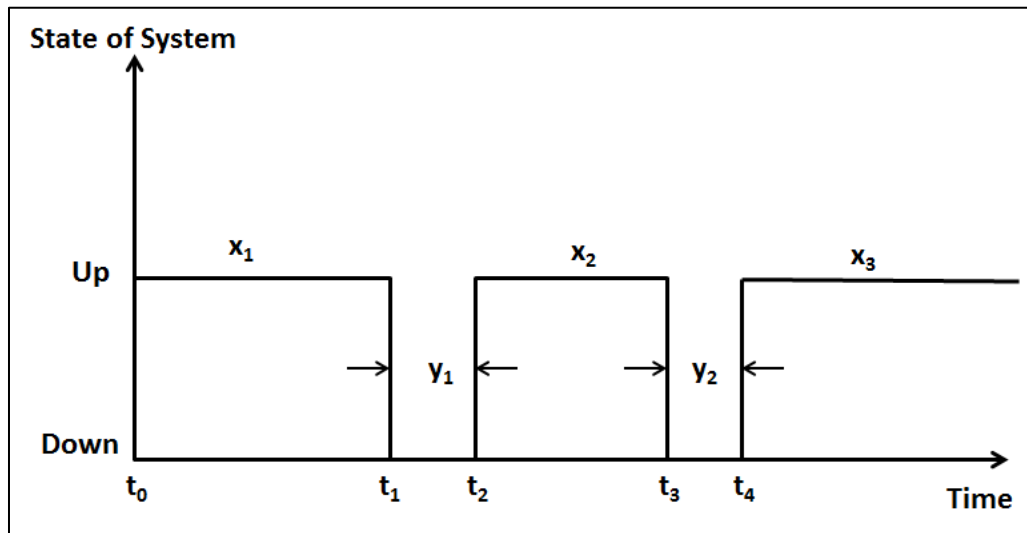 State of System
x₁ x₂ x₃
Up
y₁ y₂
Down
t₀ t₁ t₂ t₃ t₄
Time